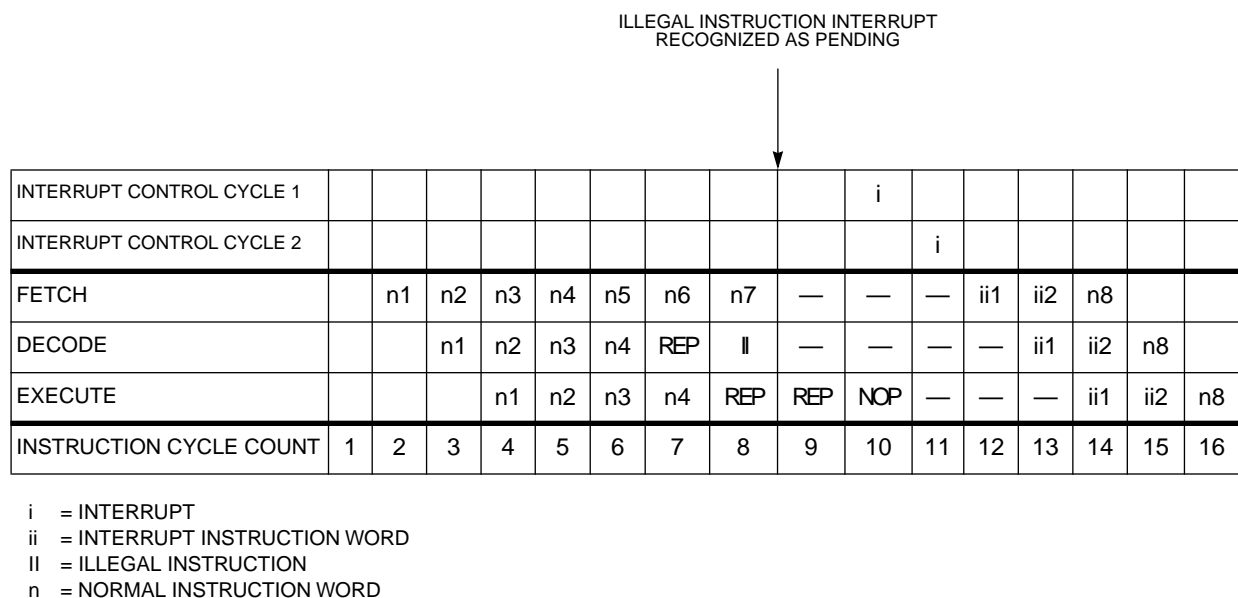 ILLEGAL INSTRUCTION INTERRUPT
RECOGNIZED AS PENDING
INTERRUPT CONTROL CYCLE 1 i
INTERRUPT CONTROL CYCLE 2 i
FETCH n1 n2 n3 n4 n5 n6 n7 — — — ii1 ii2 n8
DECODE n1 n2 n3 n4 REP II — — — — ii1 ii2 n8
EXECUTE n1 n2 n3 n4 REP REP NOP — — — ii1 ii2 n8
INSTRUCTION CYCLE COUNT 1 2 3 4 5 6 7 8 9 10 11 12 13 14 15 16
i = INTERRUPT
ii = INTERRUPT INSTRUCTION WORD
II = ILLEGAL INSTRUCTION
n = NORMAL INSTRUCTION WORD